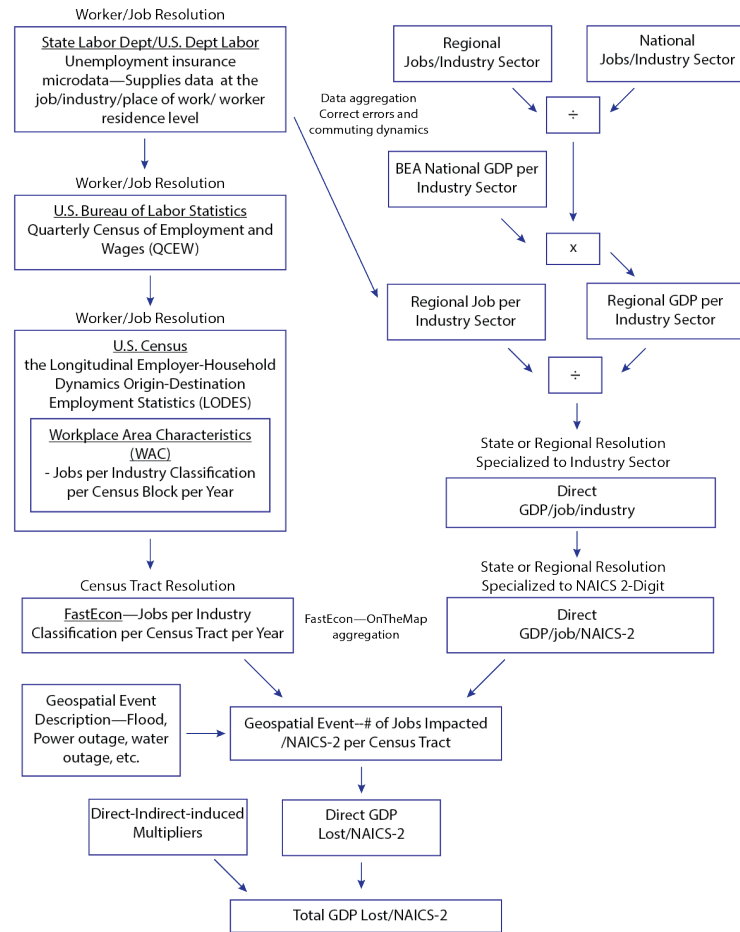 Worker/Job Resolution
State Labor Dept/U.S. Dept Labor
Unemployment insurance
microdata—Supplies data at the
job/industry/place of work/ worker
residence level
Worker/Job Resolution
U.S. Bureau of Labor Statistics
Quarterly Census of Employment and
Wages (QCEW)
Worker/Job Resolution
U.S. Census
the Longitudinal Employer-Household
Dynamics Origin-Destination
Employment Statistics (LODES)
Workplace Area Characteristics
(WAC)
- Jobs per Industry Classification
per Census Block per Year
Census Tract Resolution
FastEcon—Jobs per Industry
Classification per Census Tract per Year
Data aggregation
Correct errors and
commuting dynamics
Regional
Jobs/Industry Sector
National
Jobs/Industry Sector
÷
BEA National GDP per
Industry Sector
x
Regional Job per
Industry Sector
Regional GDP per
Industry Sector
÷
State or Regional Resolution
Specialized to Industry Sector
Direct
GDP/job/industry
State or Regional Resolution
Specialized to NAICS 2-Digit
FastEcon—OnTheMap
aggregation
Direct
GDP/job/NAICS-2
Geospatial Event
Description—Flood,
Power outage, water
outage, etc.
Geospatial Event--# of Jobs Impacted
/NAICS-2 per Census Tract
Direct-Indirect-induced
Multipliers
Direct GDP
Lost/NAICS-2
Total GDP Lost/NAICS-2